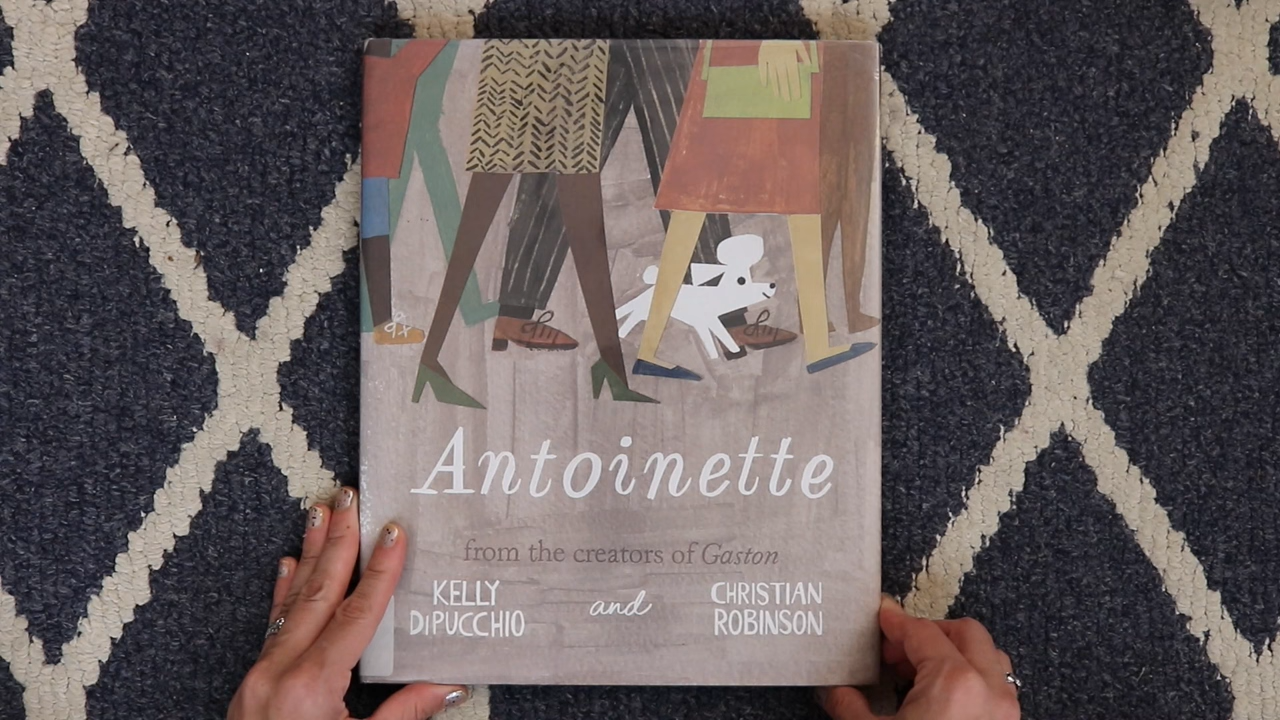 Antoinette
from the creators of Gaston
KELLY
DiPUCCHIO
and
CHRISTIAN
ROBINSON